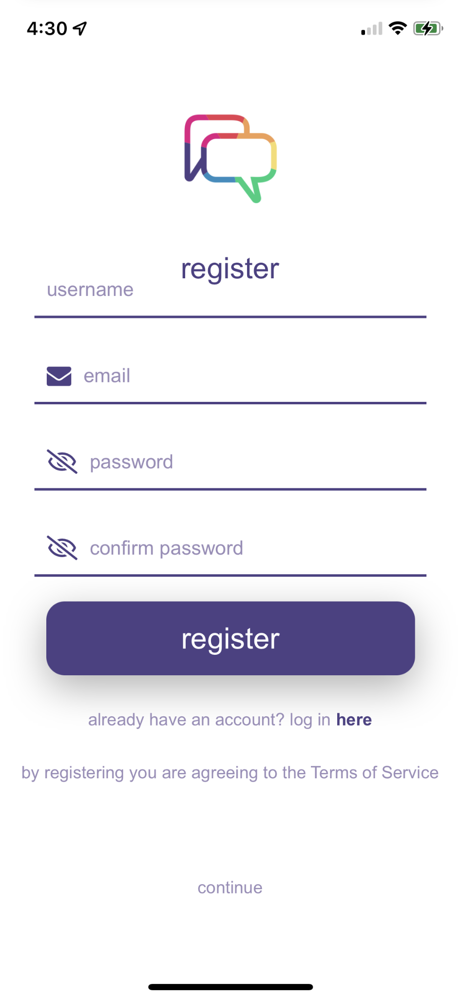 4:30
register
username
email
password
confirm password
register
already have an account? log in here
by registering you are agreeing to the Terms of Service
continue